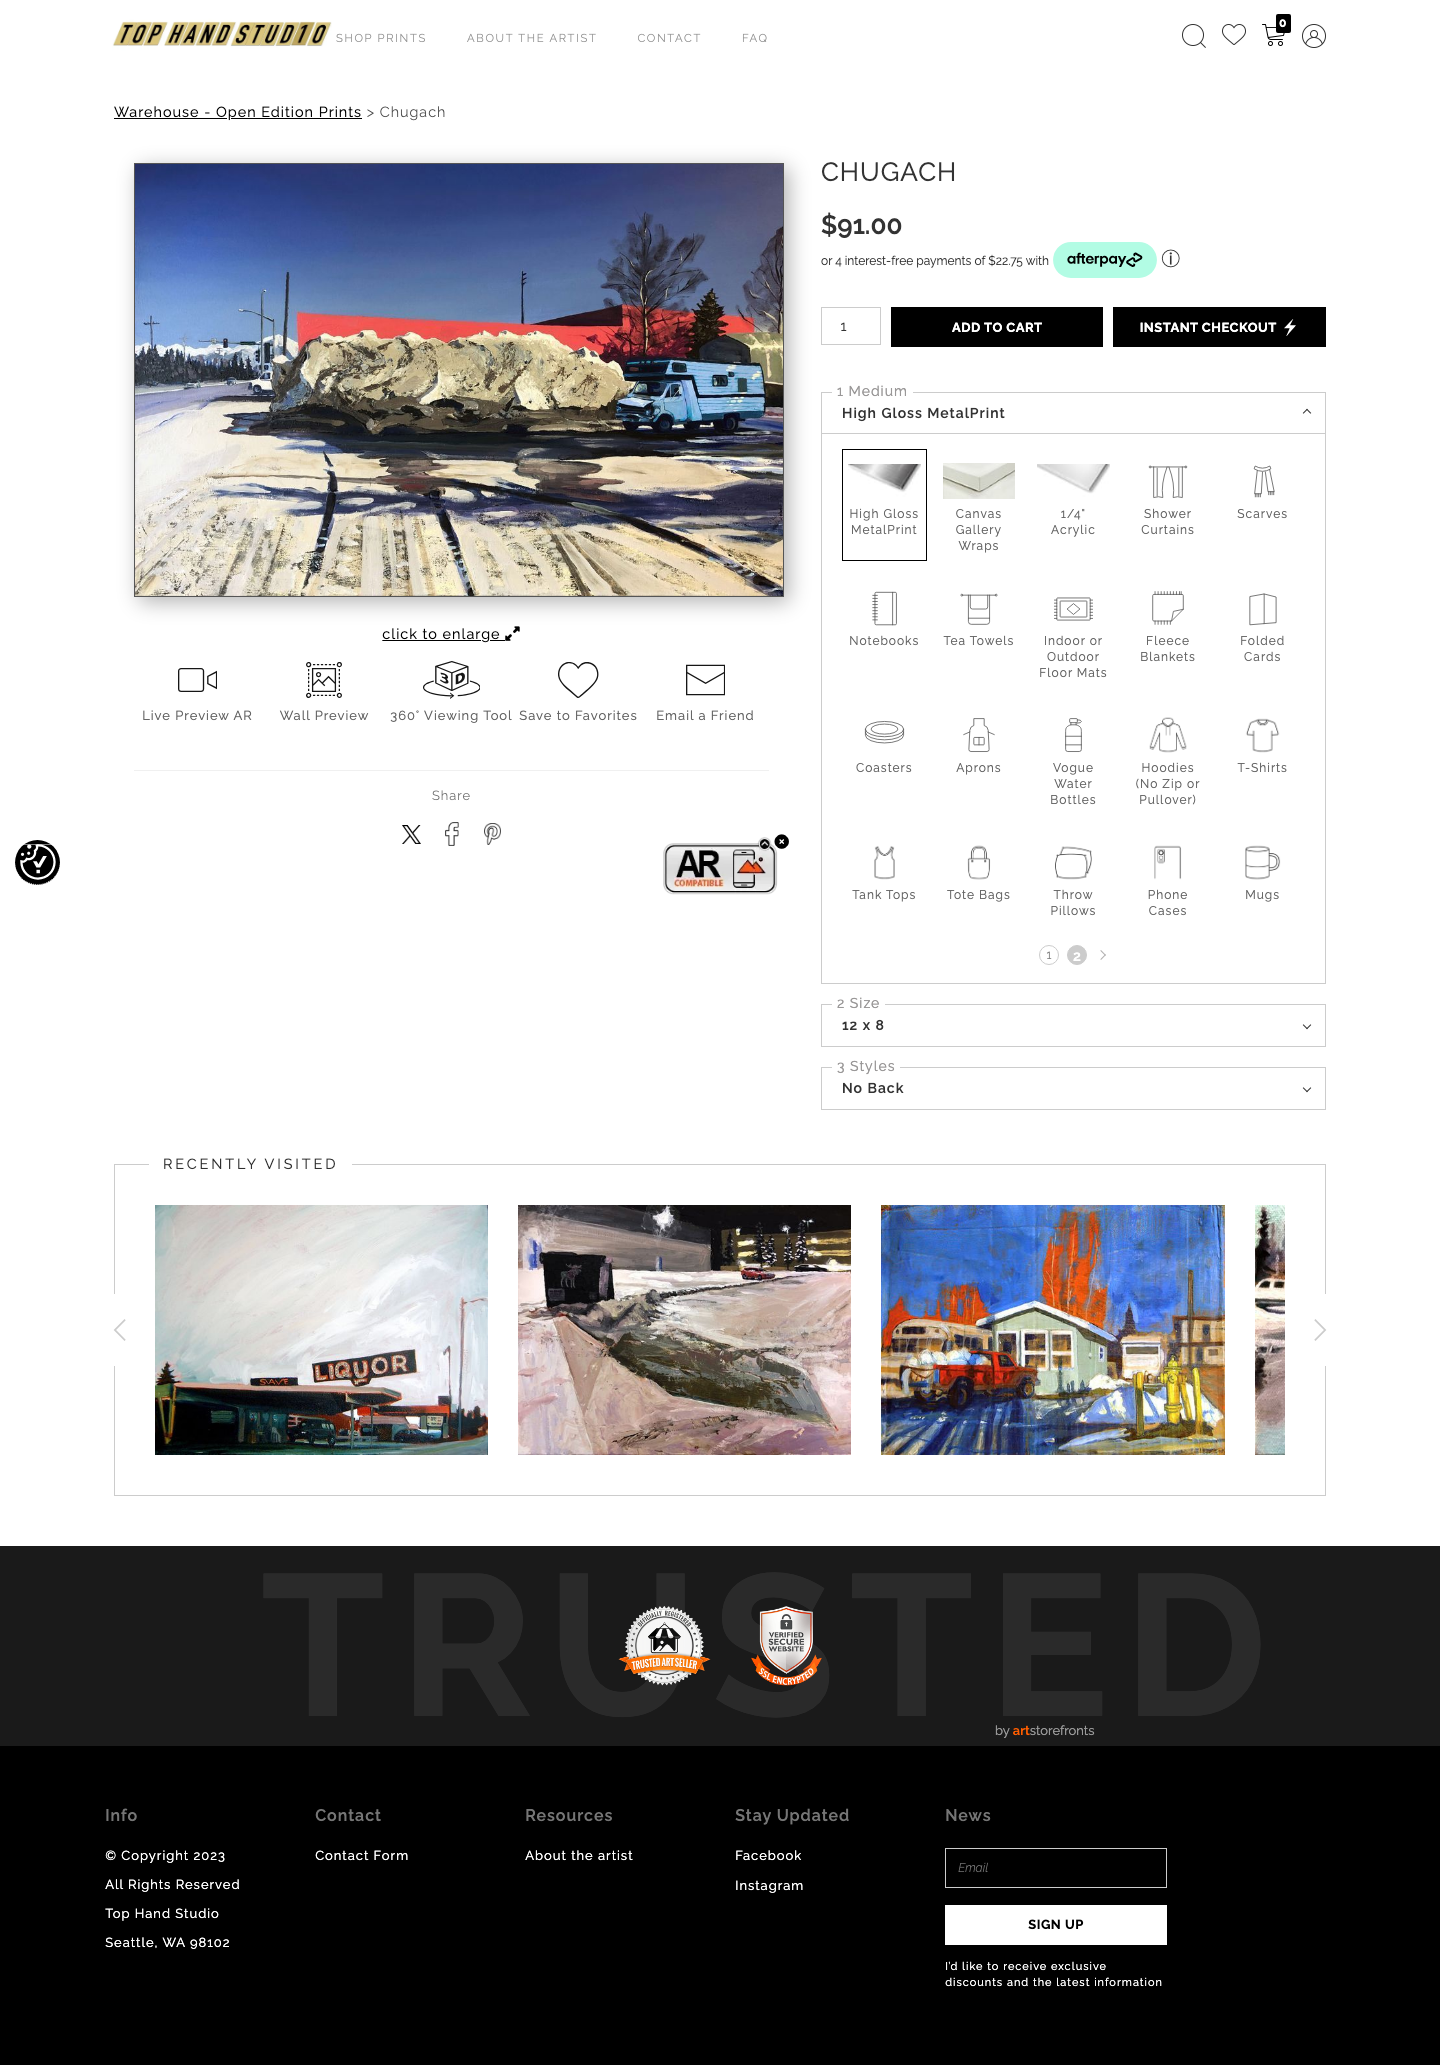 TOP HAND STUD1O
SHOP PRINTS
ABOUT THE ARTIST
CONTACT
FAQ
0
Warehouse - Open Edition Prints > Chugach
CHUGACH
$91.00
or 4 interest-free payments of $22.75 with afterpay
1
ADD TO CART
INSTANT CHECKOUT
1 Medium
High Gloss MetalPrint
High Gloss
MetalPrint
Canvas
Gallery
Wraps
1/4"
Acrylic
Shower
Curtains
Scarves
Notebooks
Tea Towels
Indoor or
Outdoor
Floor Mats
Fleece
Blankets
Folded
Cards
Coasters
Aprons
Vogue
Water
Bottles
Hoodies
(No Zip or
Pullover)
T-Shirts
Tank Tops
Tote Bags
Throw
Pillows
Phone
Cases
Mugs
1
2
2 Size
12 x 8
3 Styles
No Back
click to enlarge
3D
Live Preview AR
Wall Preview
360° Viewing Tool
Save to Favorites
Email a Friend
Share
AR
COMPATIBLE
RECENTLY VISITED
LIQUOR
TRUSTED
OFFICIALLY REGISTERED
TRUSTED ART SELLER
VERIFIED
SECURE
WEBSITE
SSL ENCRYPTED
by artstorefronts
Info
© Copyright 2023
All Rights Reserved
Top Hand Studio
Seattle, WA 98102
Contact
Contact Form
Resources
About the artist
Stay Updated
Facebook
Instagram
News
Email
SIGN UP
I'd like to receive exclusive
discounts and the latest information